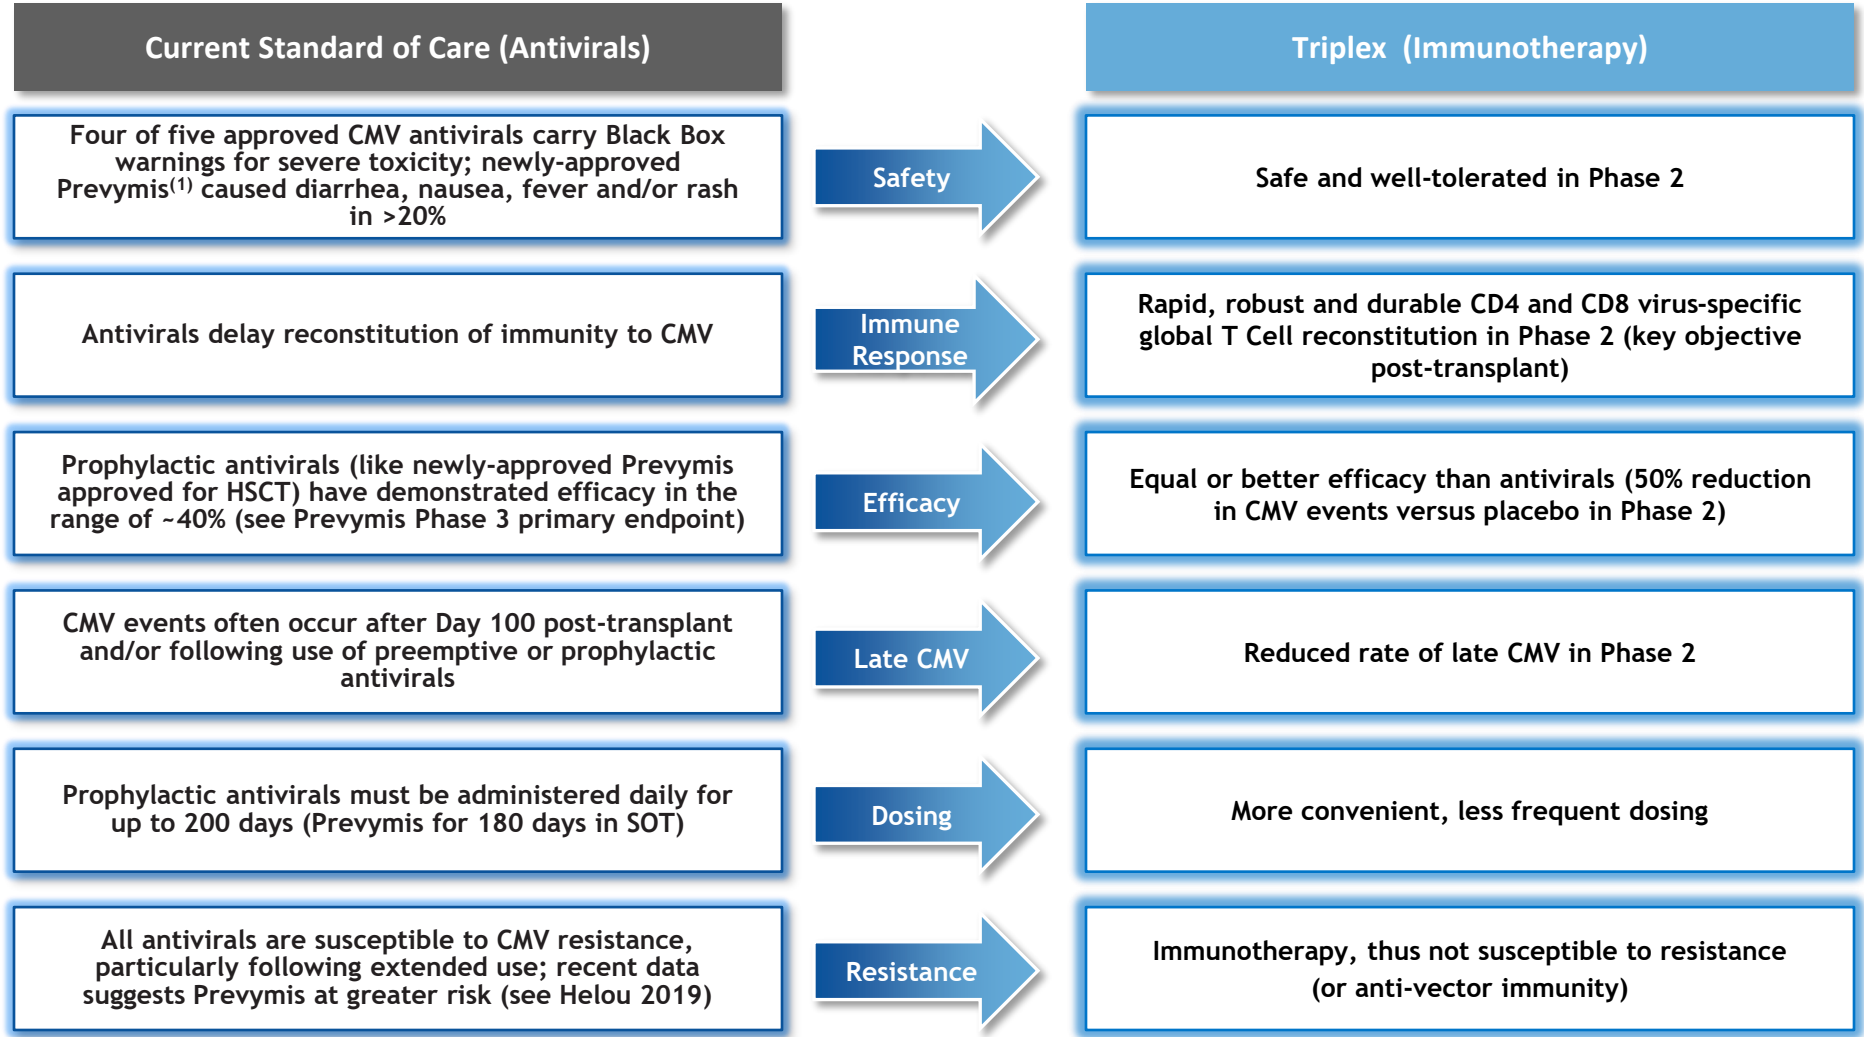 Current Standard of Care (Antivirals)
Triplex (Immunotherapy)
Four of five approved CMV antivirals carry Black Box
warnings for severe toxicity; newly-approved
Prevymis(1) caused diarrhea, nausea, fever and/or rash
in >20%
Safety
Safe and well-tolerated in Phase 2
Antivirals delay reconstitution of immunity to CMV
Immune
Response
Rapid, robust and durable CD4 and CD8 virus-specific
global T Cell reconstitution in Phase 2 (key objective
post-transplant)
Prophylactic antivirals (like newly-approved Prevymis
approved for HSCT) have demonstrated efficacy in the
range of ~40% (see Prevymis Phase 3 primary endpoint)
Efficacy
Equal or better efficacy than antivirals (50% reduction
in CMV events versus placebo in Phase 2)
CMV events often occur after Day 100 post-transplant
and/or following use of preemptive or prophylactic
antivirals
Late CMV
Reduced rate of late CMV in Phase 2
Prophylactic antivirals must be administered daily for
up to 200 days (Prevymis for 180 days in SOT)
Dosing
More convenient, less frequent dosing
All antivirals are susceptible to CMV resistance,
particularly following extended use; recent data
suggests Prevymis at greater risk (see Helou 2019)
Resistance
Immunotherapy, thus not susceptible to resistance
(or anti-vector immunity)